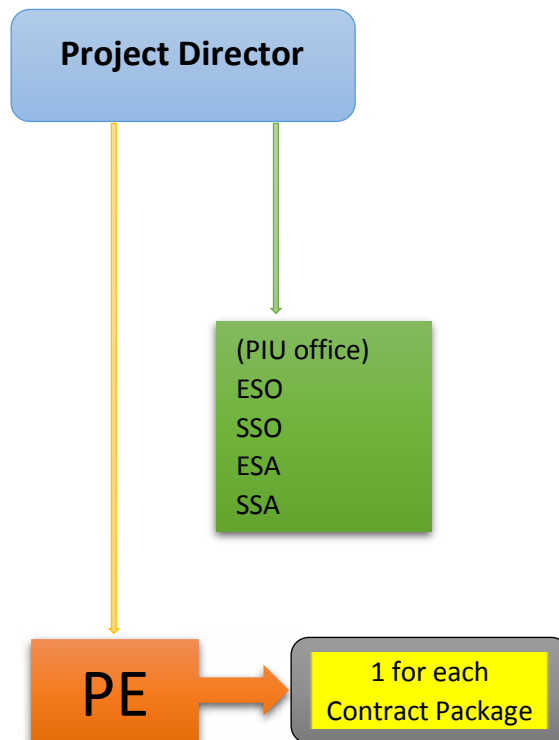 Project Director
(PIU office)
ESO
SSO
ESA
SSA
PE
1 for each
Contract Package